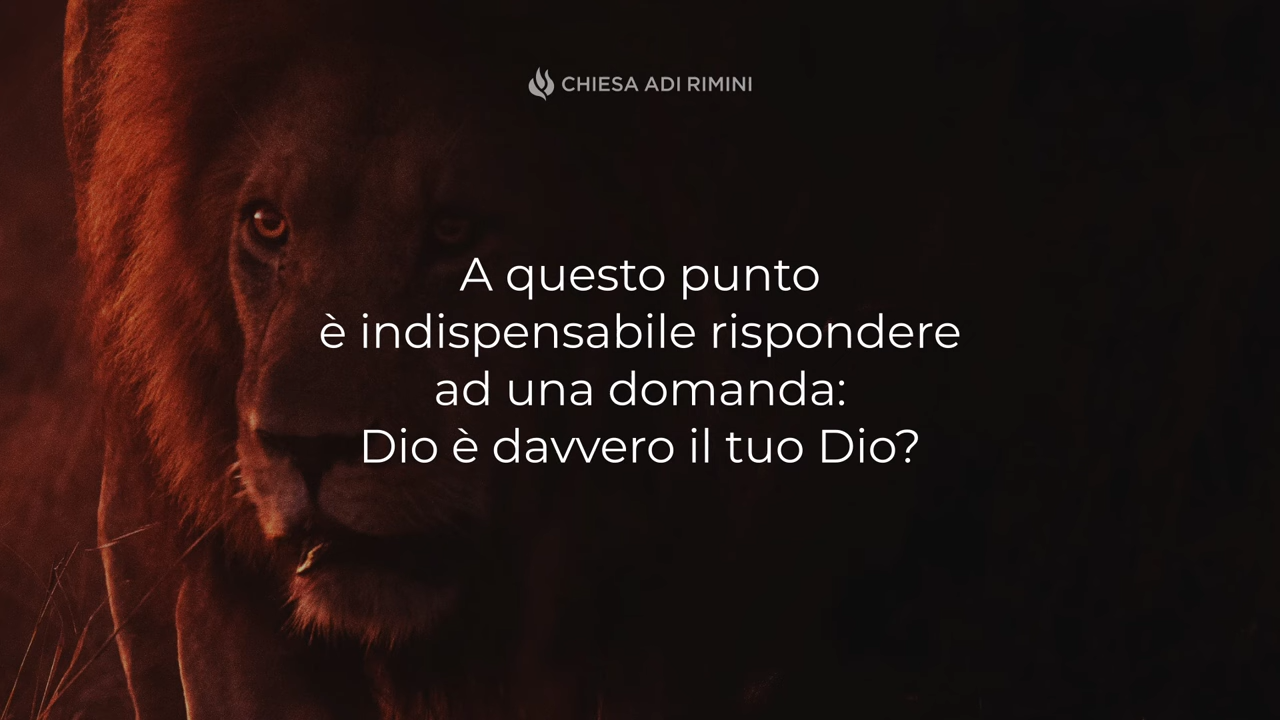 CHIESA ADI RIMINI
A questo punto
è indispensabile rispondere
ad una domanda:
Dio è davvero il tuo Dio?